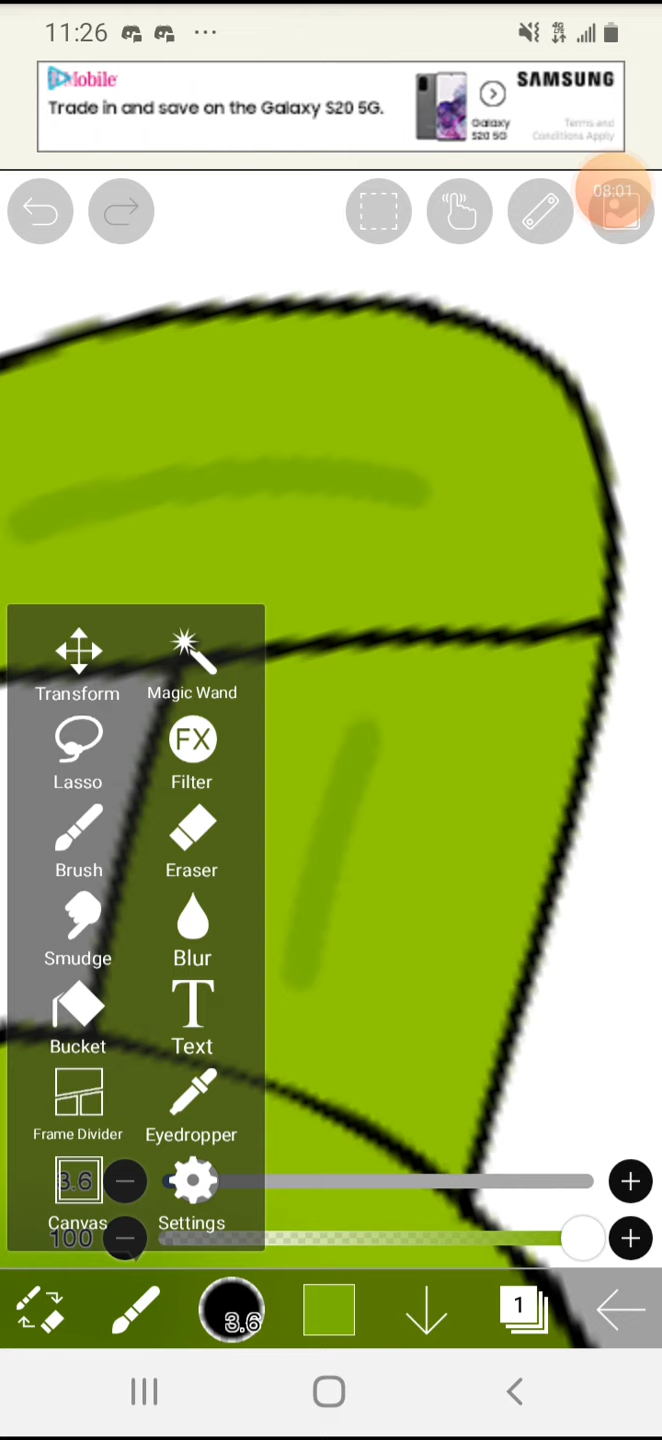 11:26
Mobile
SAMSUNG
Trade in and save on the Galaxy S20 5G.
Galaxy
S20 5G
Terms and
Conditions Apply
08:01
Transform
Magic Wand
Lasso
FX
Filter
Brush
Eraser
Smudge
Blur
Bucket
T
Text
Frame Divider
Eyedropper
3.6
Canvas
Settings
100
3.6
1